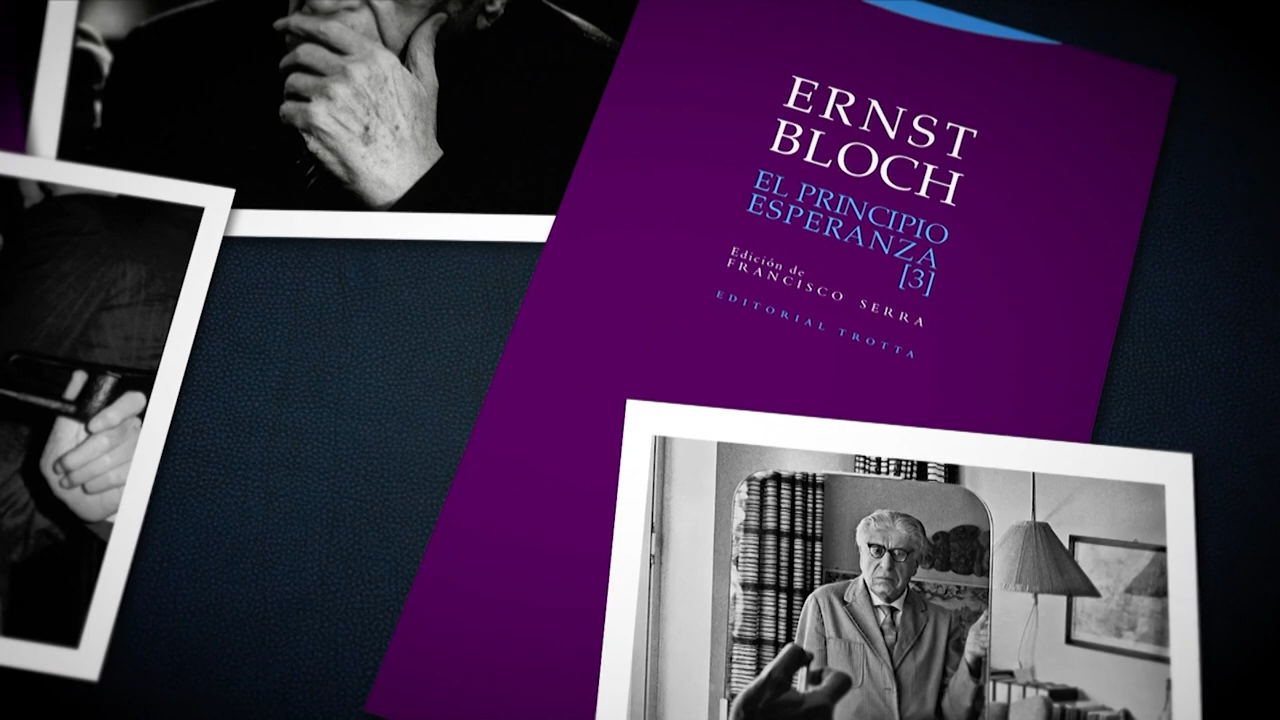 ERNST
BLOCH
EL PRINCIPIO
ESPERANZA
[3]
Edición de
FRANCISCO SERRA
EDITORIAL TROTTA